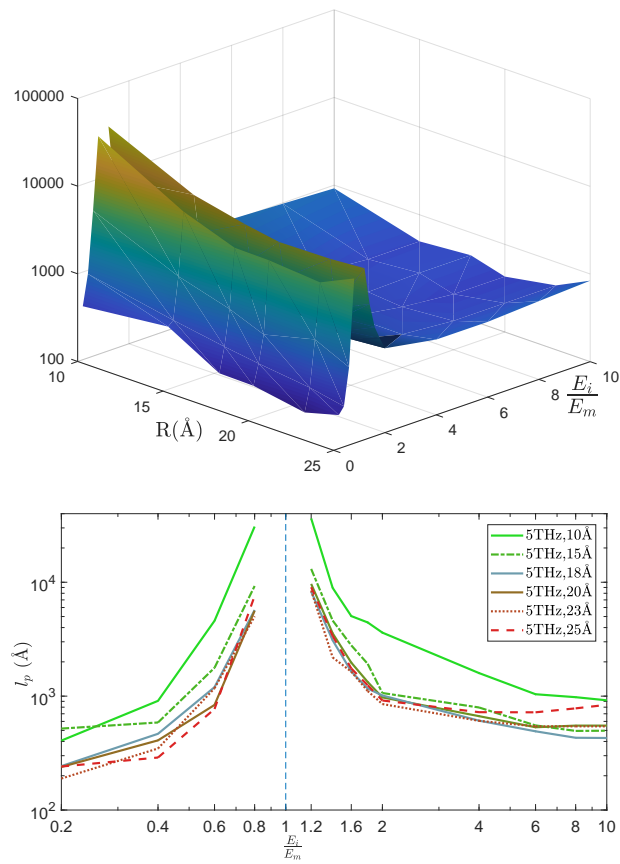 100000
10000
1000
100
10
15
20
25
R(Å)
0
2
4
6
8
10
E_i
E_m
10^4
10^3
10^2
l_p (Å)
5THz,10Å
5THz,15Å
5THz,18Å
5THz,20Å
5THz,23Å
5THz,25Å
0.2 0.4 0.6 0.8 1 1.2 1.6 2 4 6 8 10
E_i
E_m